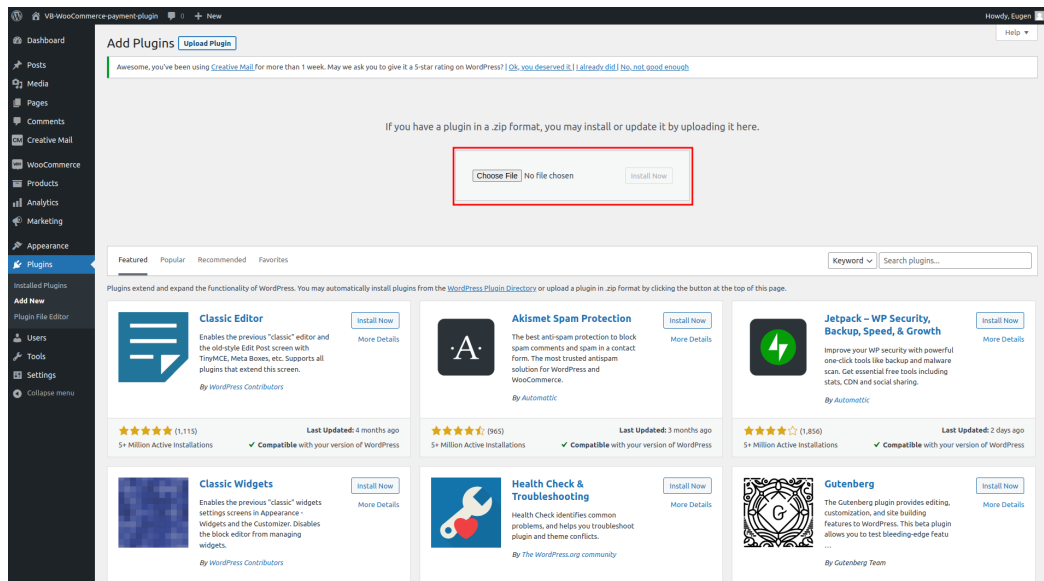 VB-WooCommerce-payment-plugin 0 New
Howdy, Eugen
Help
Dashboard
Posts
Media
Pages
Comments
Creative Mail
WooCommerce
Products
Analytics
Marketing
Appearance
Plugins
Installed Plugins
Add New
Plugin File Editor
Users
Tools
Settings
Collapse menu
Add Plugins Upload Plugin
Awesome, you've been using Creative Mail for more than 1 week. May we ask you to give it a 5-star rating on WordPress? | Ok, you deserved it | I already did | No, not good enough
If you have a plugin in a .zip format, you may install or update it by uploading it here.
Choose File No file chosen Install Now
Featured Popular Recommended Favorites
Keyword Search plugins...
Plugins extend and expand the functionality of WordPress. You may automatically install plugins from the WordPress Plugin Directory or upload a plugin in .zip format by clicking the button at the top of this page.
Classic Editor
Install Now
More Details
Enables the previous "classic" editor and
the old-style Edit Post screen with
TinyMCE, Meta Boxes, etc. Supports all
plugins that extend this screen.
By WordPress Contributors
(1,115)
Last Updated: 4 months ago
5+ Million Active Installations
Compatible with your version of WordPress
·A·
Akismet Spam Protection
Install Now
More Details
The best anti-spam protection to block
spam comments and spam in a contact
form. The most trusted antispam
solution for WordPress and
WooCommerce.
By Automattic
(965)
Last Updated: 3 months ago
5+ Million Active Installations
Compatible with your version of WordPress
Jetpack – WP Security,
Backup, Speed, & Growth
Install Now
More Details
Improve your WP security with powerful
one-click tools like backup and malware
scan. Get essential free tools including
stats, CDN and social sharing.
By Automattic
(1,856)
Last Updated: 2 days ago
5+ Million Active Installations
Compatible with your version of WordPress
Classic Widgets
Install Now
More Details
Enables the previous "classic" widgets
settings screens in Appearance -
Widgets and the Customizer. Disables
the block editor from managing
widgets.
By WordPress Contributors
Health Check &
Troubleshooting
Install Now
More Details
Health Check identifies common
problems, and helps you troubleshoot
plugin and theme conflicts.
By The WordPress.org community
G
Gutenberg
Install Now
More Details
The Gutenberg plugin provides editing,
customization, and site building
features to WordPress. This beta plugin
allows you to test bleeding-edge featu
...
By Gutenberg Team